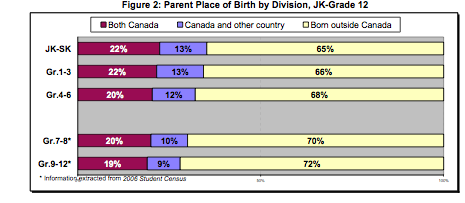 Figure 2: Parent Place of Birth by Division, JK-Grade 12
Both Canada Canada and other country Born outside Canada
JK-SK 22% 13% 65%
Gr.1-3 22% 13% 66%
Gr.4-6 20% 12% 68%
Gr.7-8* 20% 10% 70%
Gr.9-12* 19% 9% 72%
* Information extracted from 2006 Student Census
50% 100%